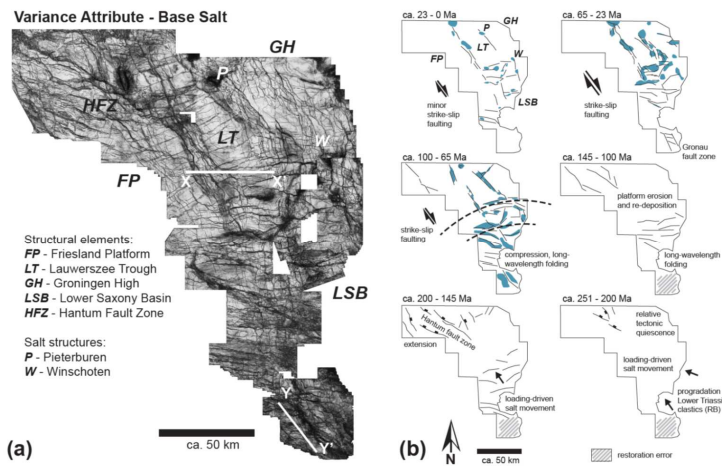 Variance Attribute - Base Salt
GH
P
HFZ
LT
W
FP
X
X'
LSB
Structural elements:
FP - Friesland Platform
LT - Lauwerszee Trough
GH - Groningen High
LSB - Lower Saxony Basin
HFZ - Hantum Fault Zone
Salt structures:
P - Pieterburen
W - Winschoten
Y
Y'
(a)
ca. 50 km
(b)
ca. 23 - 0 Ma
P
GH
LT
FP
W
LSB
minor
strike-slip
faulting
ca. 65 - 23 Ma
strike-slip
faulting
Gronau
fault zone
ca. 100 - 65 Ma
strike-slip
faulting
compression, long-
wavelength folding
ca. 145 - 100 Ma
platform erosion
and re-deposition
long-wavelength
folding
ca. 200 - 145 Ma
Hantum fault zone
extension
loading-driven
salt movement
ca. 251 - 200 Ma
relative
tectonic
quiescence
loading-driven
salt movement
progradation
Lower Triassi
clastics (RB)
N
ca. 50 km
restoration error